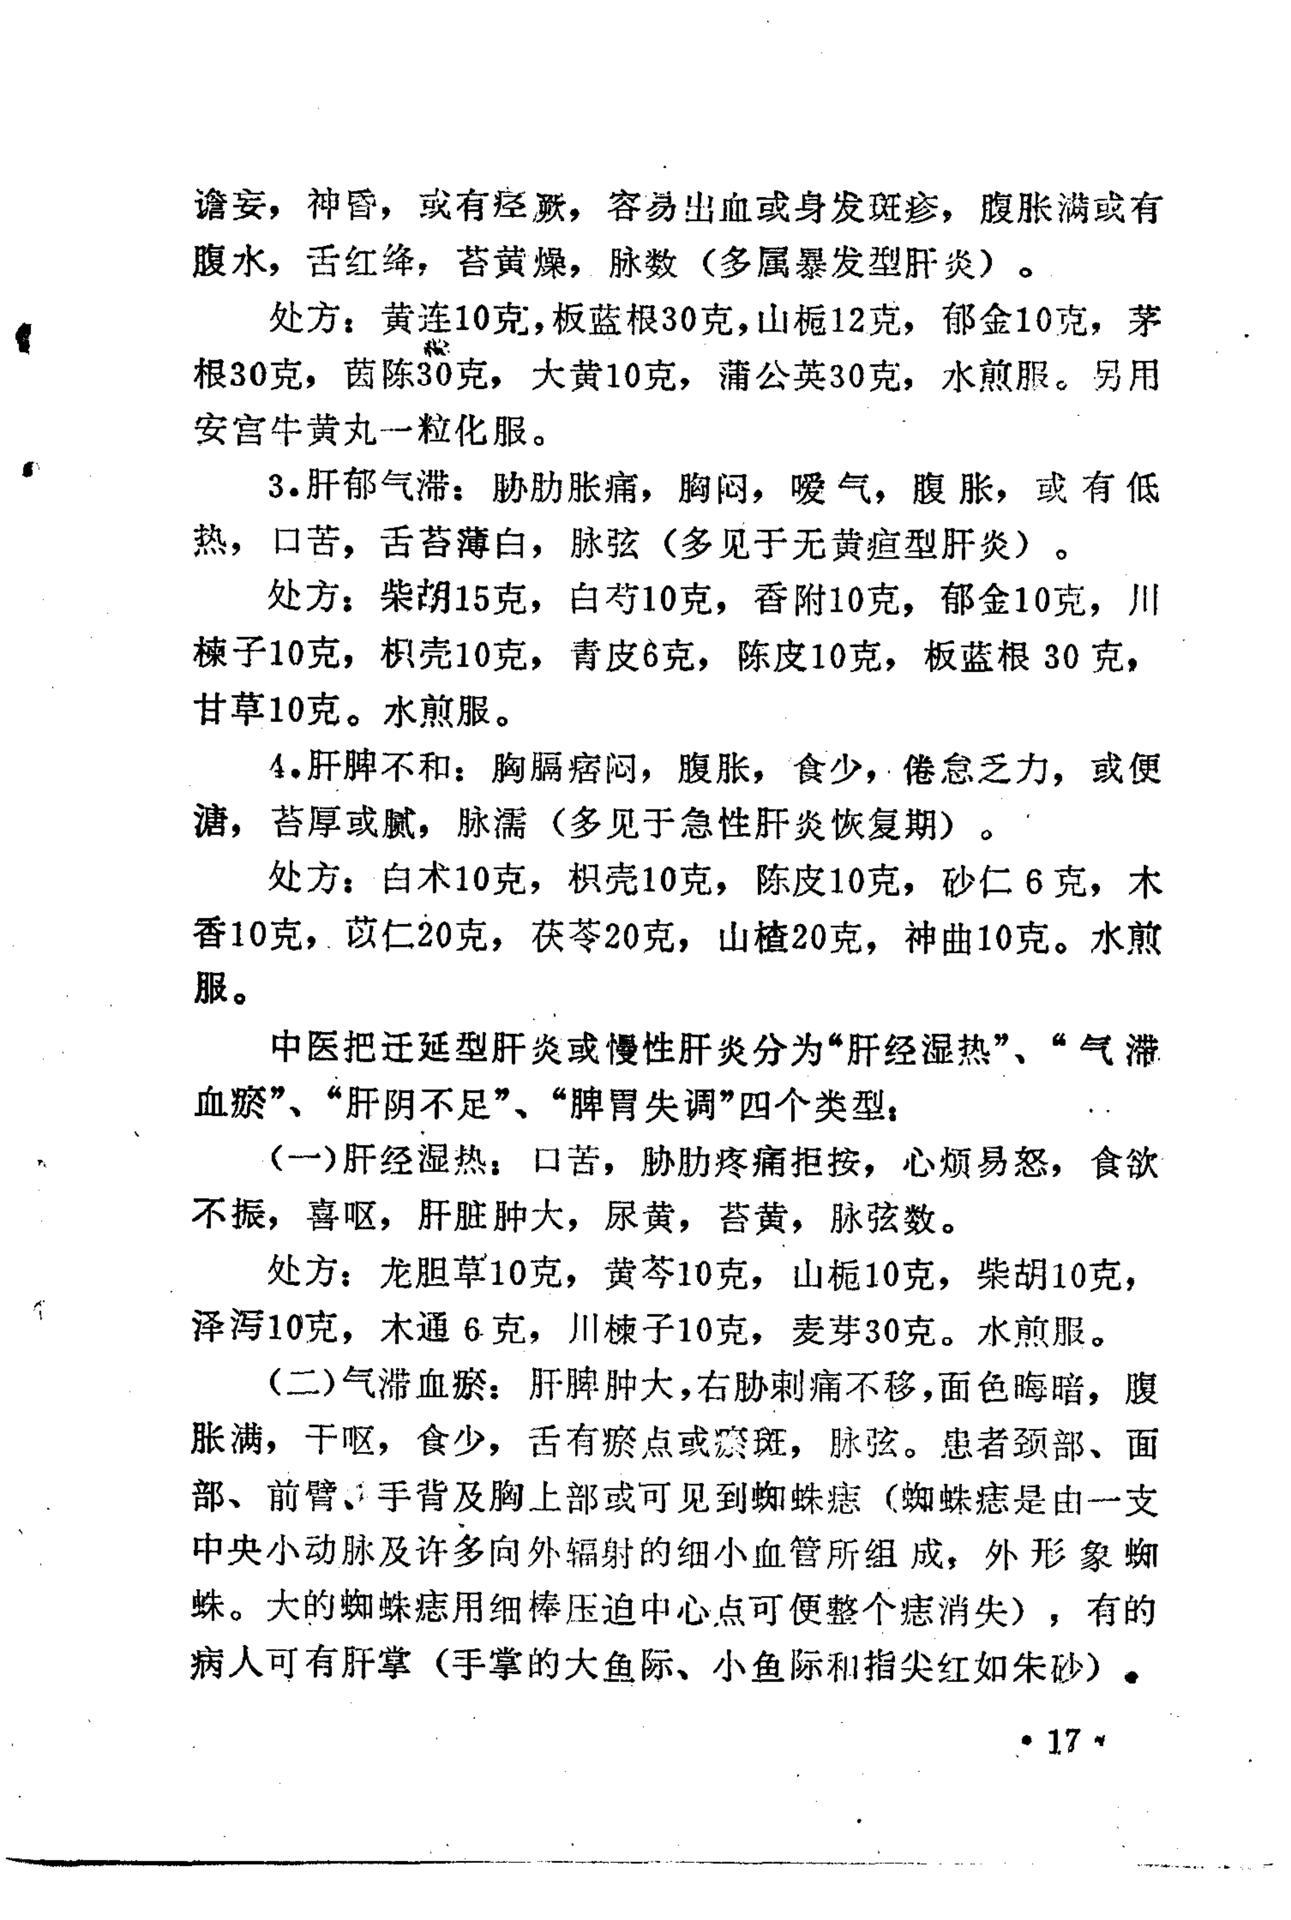 谵妄，神昏，或有痉厥，容易出血或身发斑疹，腹胀满或有
腹水，舌红绛，苔黄燥，脉数（多属暴发型肝炎）。
处方：黄连10克，板蓝根30克，山栀12克，郁金10克，茅
根30克，茵陈30克，大黄10克，蒲公英30克，水煎服。另用
安宫牛黄丸一粒化服。
3.肝郁气滞：胁肋胀痛，胸闷，嗳气，腹胀，或有低
热，口苦，舌苔薄白，脉弦（多见于无黄疸型肝炎）。
处方：柴胡15克，白芍10克，香附10克，郁金10克，川
楝子10克，枳壳10克，青皮6克，陈皮10克，板蓝根30克，
甘草10克。水煎服。
4.肝脾不和：胸膈痞闷，腹胀，食少，倦怠乏力，或便
溏，苔厚或腻，脉濡（多见于急性肝炎恢复期）。
处方：白术10克，枳壳10克，陈皮10克，砂仁6克，木
香10克，苡仁20克，茯苓20克，山楂20克，神曲10克。水煎
服。
中医把迁延型肝炎或慢性肝炎分为“肝经湿热”、“气滞
血瘀”、“肝阴不足”、“脾胃失调”四个类型：
（一）肝经湿热：口苦，胁肋疼痛拒按，心烦易怒，食欲
不振，喜呕，肝脏肿大，尿黄，苔黄，脉弦数。
处方：龙胆草10克，黄芩10克，山栀10克，柴胡10克，
泽泻10克，木通6克，川楝子10克，麦芽30克。水煎服。
（二）气滞血瘀：肝脾肿大，右胁刺痛不移，面色晦暗，腹
胀满，干呕，食少，舌有瘀点或瘀斑，脉弦。患者颈部、面
部、前臂、手背及胸上部或可见到蜘蛛痣（蜘蛛痣是由一支
中央小动脉及许多向外辐射的细小血管所组成，外形象蜘
蛛。大的蜘蛛痣用细棒压迫中心点可便整个痣消失），有的
病人可有肝掌（手掌的大鱼际、小鱼际和指尖红如朱砂）。
•17•